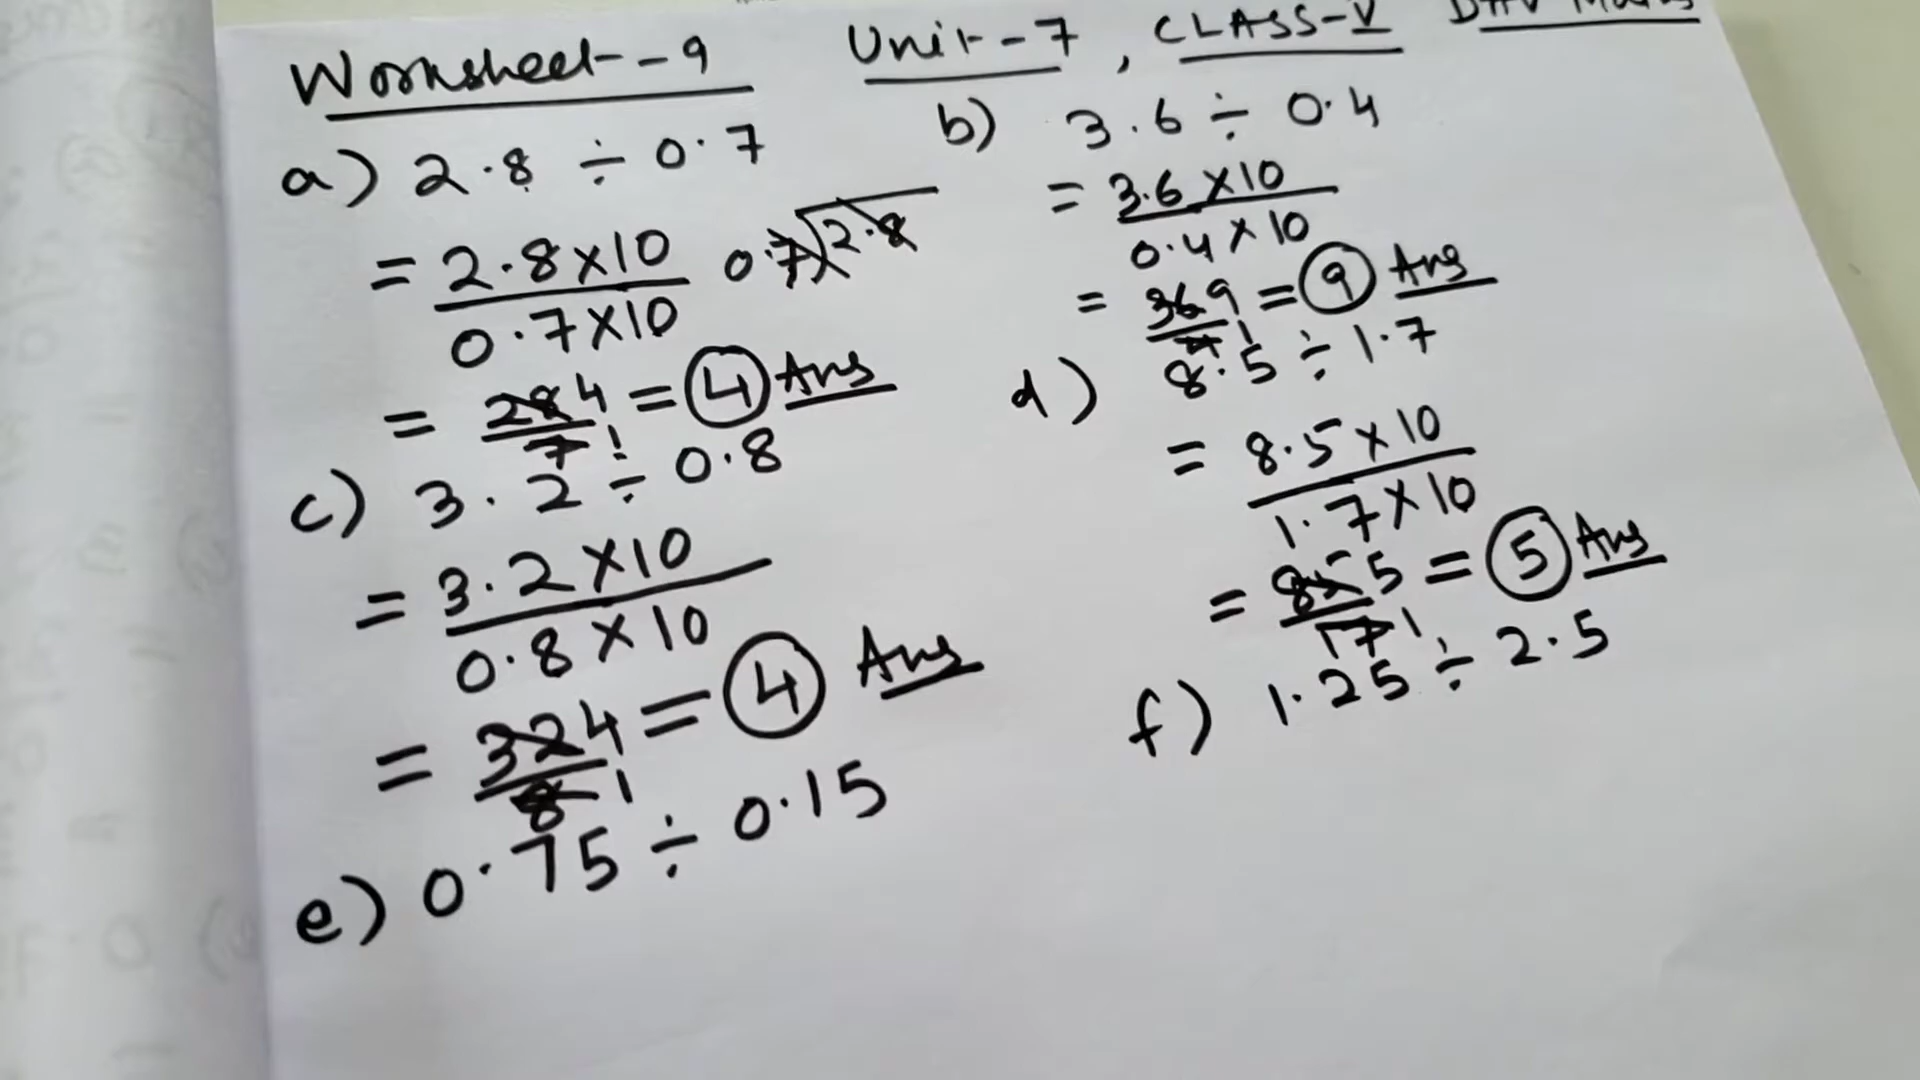 Worksheet-9 Unit-7, CLASS-V DAV Maths
a) 2.8 ÷ 0.7
= 2.8×10 / 0.7×10 0.7)2.8
= 28 4 / 7 1 = 4 Ans
b) 3.6 ÷ 0.4
= 3.6×10 / 0.4×10
= 36 9 / 4 1 = 9 Ans
c) 3.2 ÷ 0.8
= 3.2×10 / 0.8×10
= 32 4 / 8 1 = 4 Ans
d) 8.5 ÷ 1.7
= 8.5×10 / 1.7×10
= 85 5 / 17 1 = 5 Ans
e) 0.75 ÷ 0.15
f) 1.25 ÷ 2.5